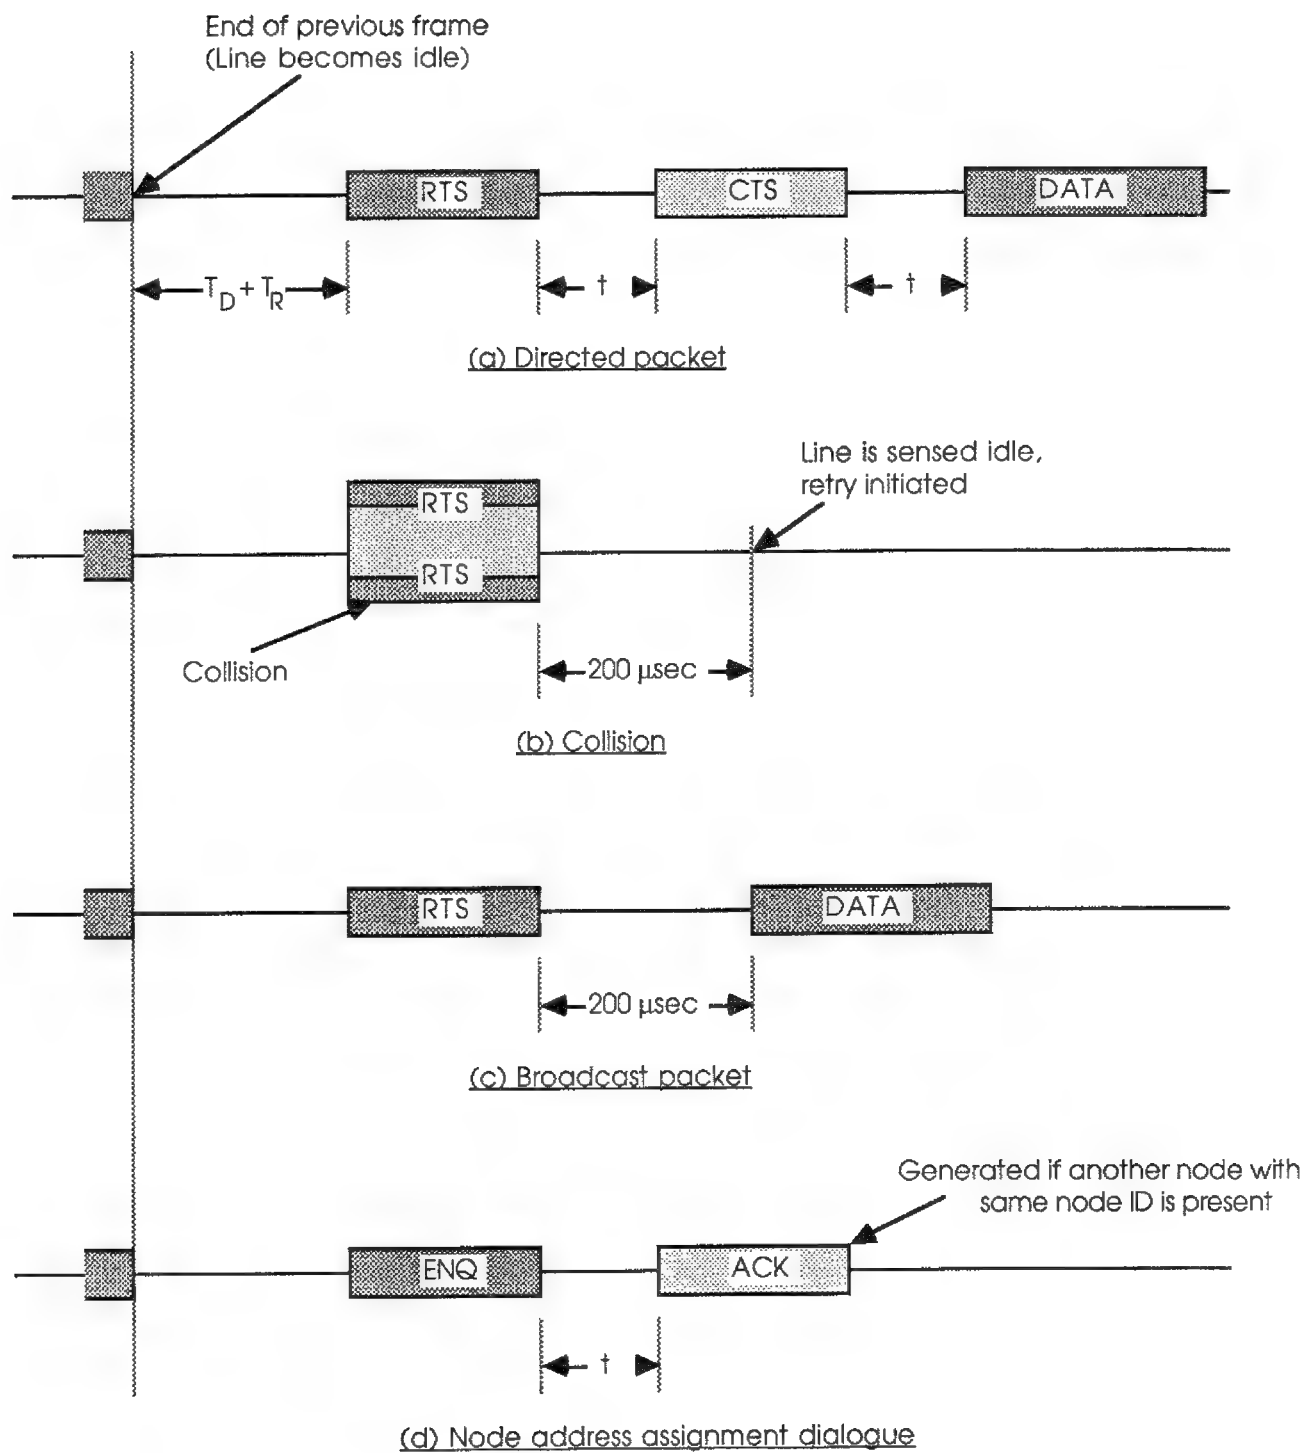 End of previous frame
(Line becomes idle)
RTS
CTS
DATA
T_D + T_R
t
t
(a) Directed packet
Line is sensed idle,
retry initiated
RTS
RTS
Collision
200 μsec
(b) Collision
RTS
DATA
200 μsec
(c) Broadcast packet
Generated if another node with
same node ID is present
ENQ
ACK
t
(d) Node address assignment dialogue